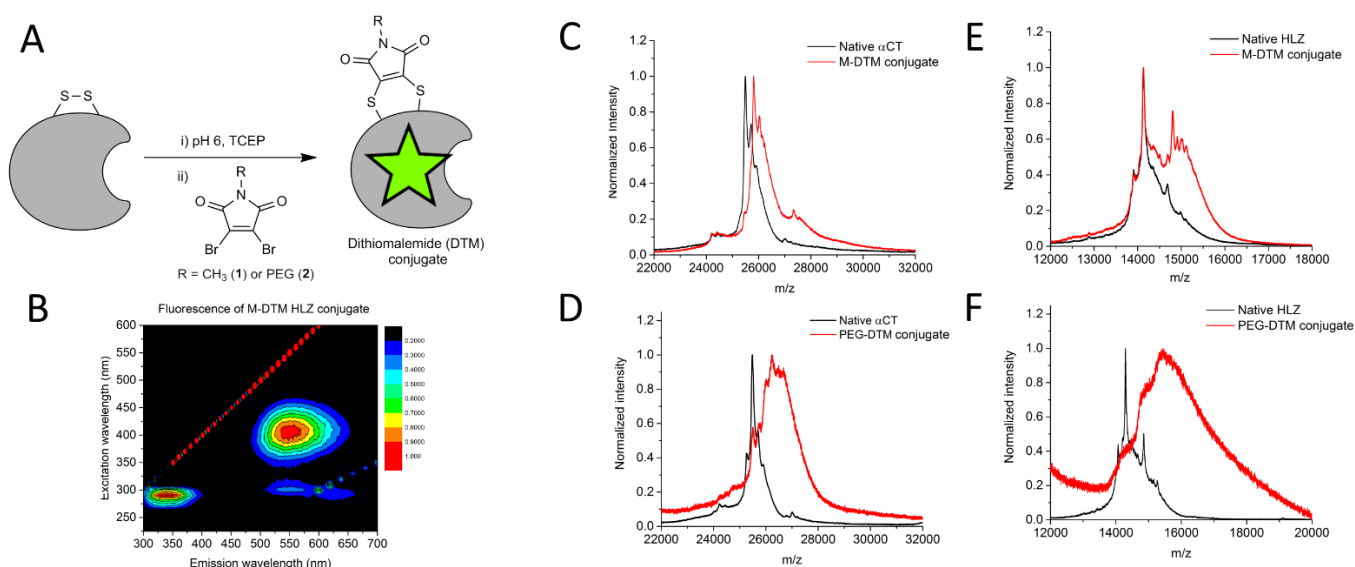 A
R
N
O
O
S
S
S–S
i) pH 6, TCEP
ii)
R
N
O
O
Br
Br
R = CH3 (1) or PEG (2)
Dithiomalemide (DTM)
conjugate
B
Fluorescence of M-DTM HLZ conjugate
Excitation wavelength (nm)
600
550
500
450
400
350
300
250
300 350 400 450 500 550 600 650 700
Emission wavelength (nm)
0.2000
0.3000
0.4000
0.5000
0.6000
0.7000
0.8000
0.9000
1.000
C
Native αCT
M-DTM conjugate
Normalized Intensity
1.2
1.0
0.8
0.6
0.4
0.2
0.0
22000 24000 26000 28000 30000 32000
m/z
D
Native αCT
PEG-DTM conjugate
Normalized intensity
1.2
1.0
0.8
0.6
0.4
0.2
0.0
22000 24000 26000 28000 30000 32000
m/z
E
Native HLZ
M-DTM conjugate
Normalized Intensity
1.2
1.0
0.8
0.6
0.4
0.2
0.0
12000 13000 14000 15000 16000 17000 18000
m/z
F
Native HLZ
PEG-DTM conjugate
Normalized intensity
1.2
1.0
0.8
0.6
0.4
0.2
0.0
12000 14000 16000 18000 20000
m/z